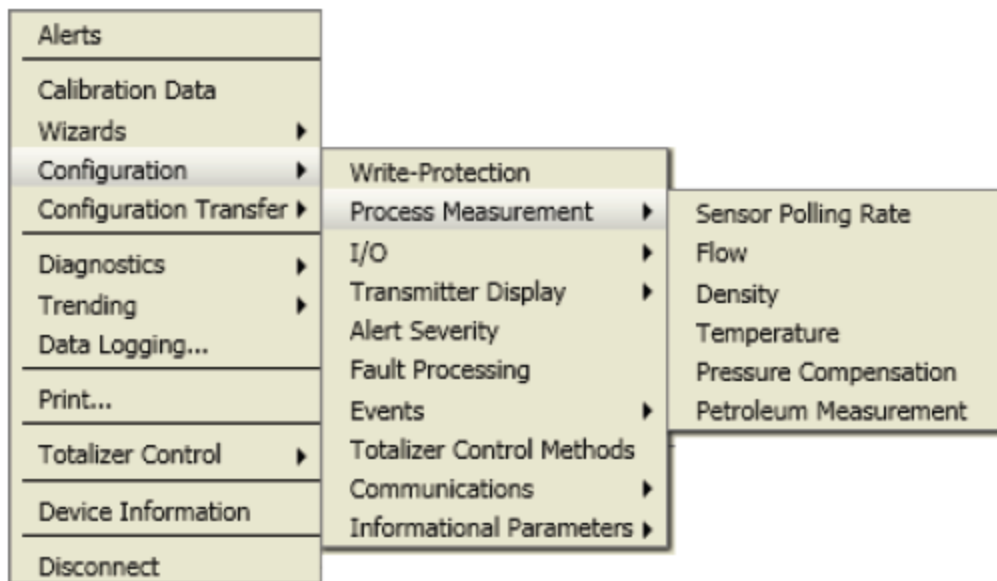 Alerts
Calibration Data
Wizards
Configuration
Configuration Transfer
Diagnostics
Trending
Data Logging...
Print...
Totalizer Control
Device Information
Disconnect
Write-Protection
Process Measurement
I/O
Transmitter Display
Alert Severity
Fault Processing
Events
Totalizer Control Methods
Communications
Informational Parameters
Sensor Polling Rate
Flow
Density
Temperature
Pressure Compensation
Petroleum Measurement